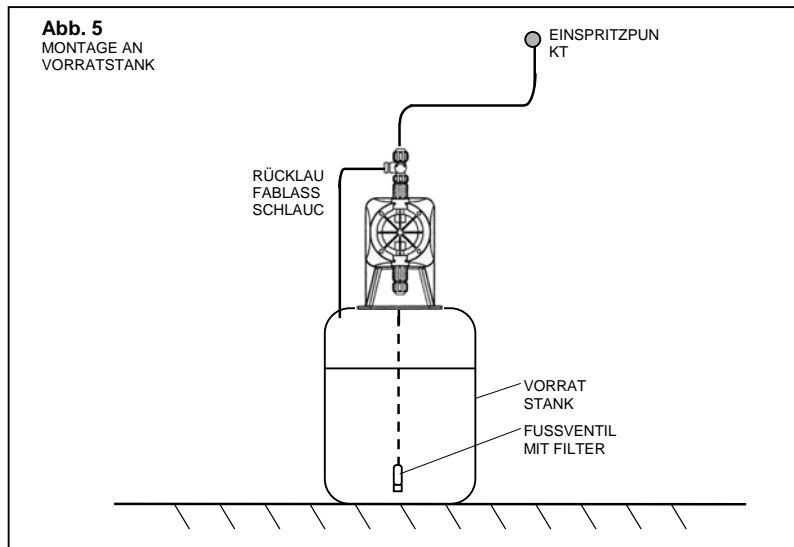 Abb. 5
MONTAGE AN
VORRATSTANK
EINSPRITZPUN
KT
RÜCKLAU
FABLASS
SCHLAUC
VORRAT
STANK
FUSSVENTIL
MIT FILTER